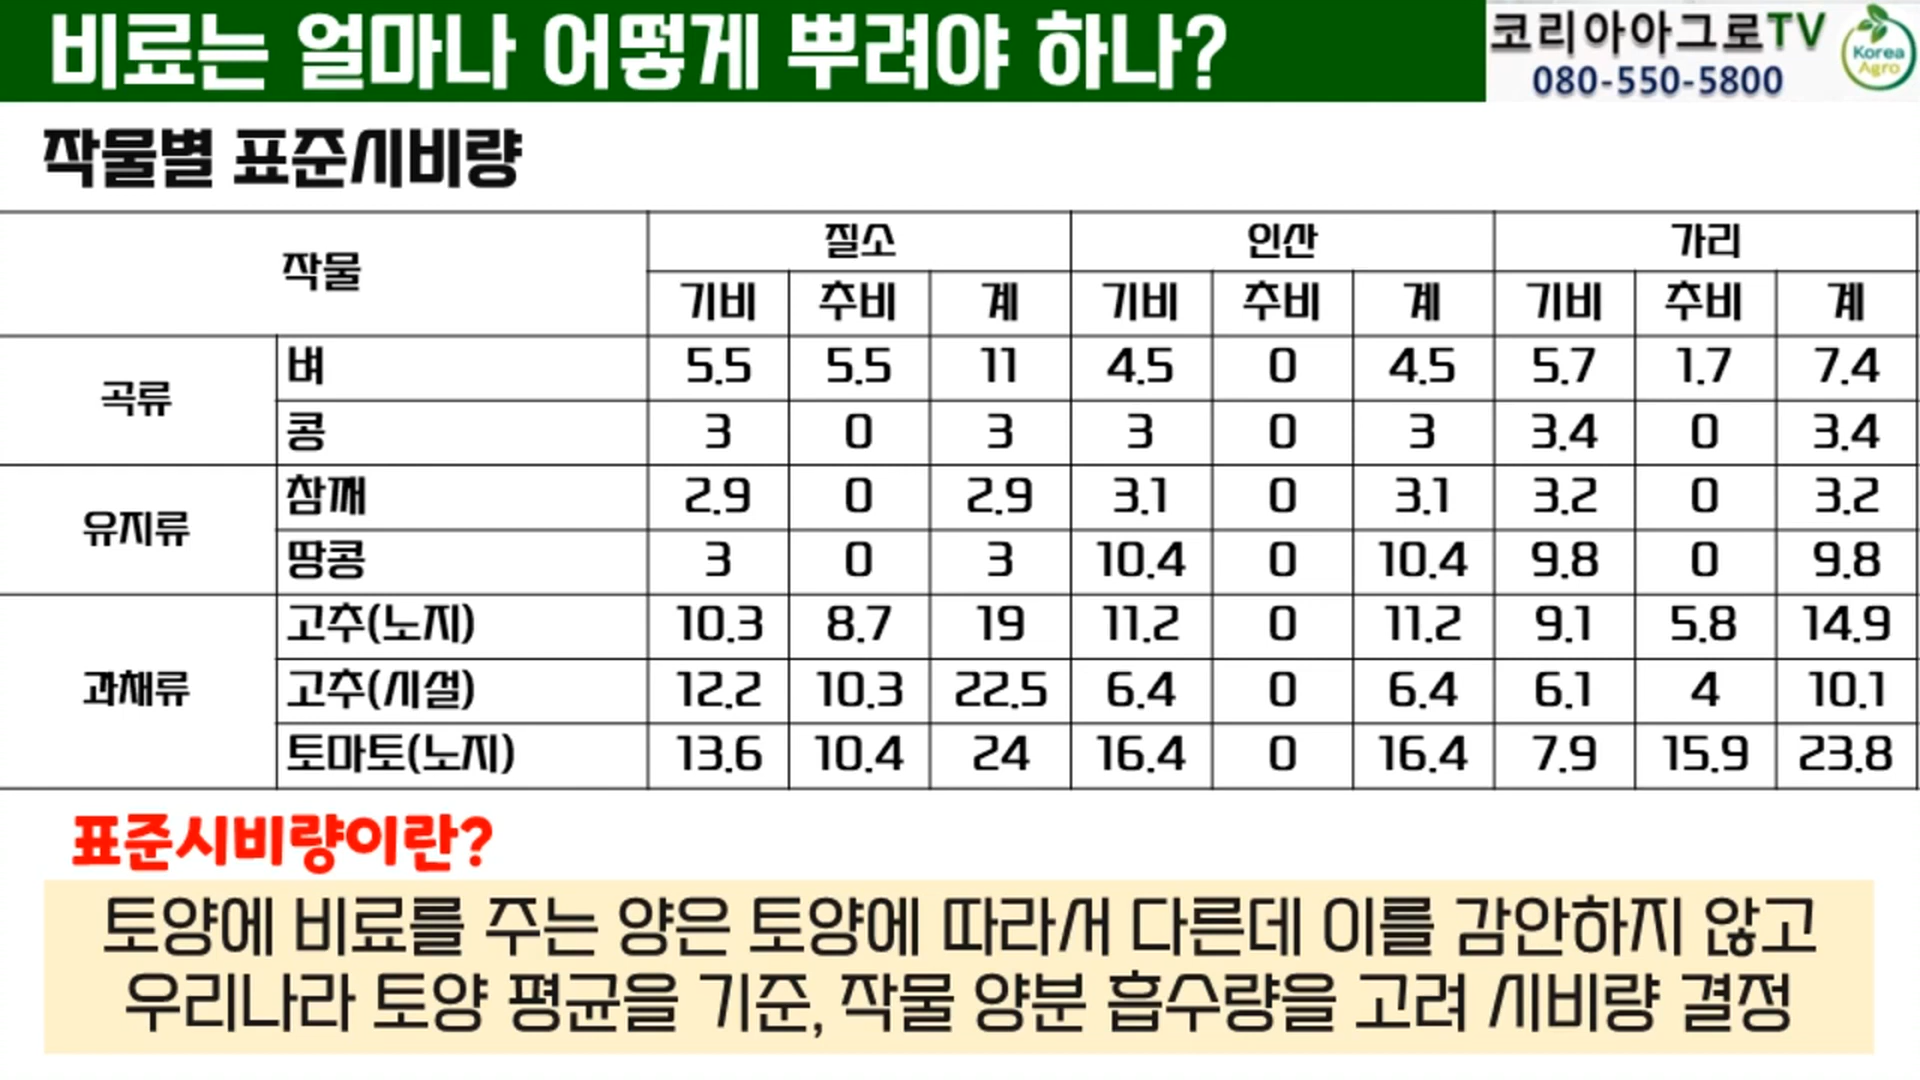 비료는 얼마나 어떻게 뿌려야 하나?
코리아아그로TV
080-550-5800
Korea
Agro
작물별 표준시비량
작물 질소 인산 가리
기비 추비 계 기비 추비 계 기비 추비 계
곡류 벼 5.5 5.5 11 4.5 0 4.5 5.7 1.7 7.4
콩 3 0 3 3 0 3 3.4 0 3.4
유지류 참깨 2.9 0 2.9 3.1 0 3.1 3.2 0 3.2
땅콩 3 0 3 10.4 0 10.4 9.8 0 9.8
과채류 고추(노지) 10.3 8.7 19 11.2 0 11.2 9.1 5.8 14.9
고추(시설) 12.2 10.3 22.5 6.4 0 6.4 6.1 4 10.1
토마토(노지) 13.6 10.4 24 16.4 0 16.4 7.9 15.9 23.8
표준시비량이란?
토양에 비료를 주는 양은 토양에 따라서 다른데 이를 감안하지 않고
우리나라 토양 평균을 기준, 작물 양분 흡수량을 고려 시비량 결정